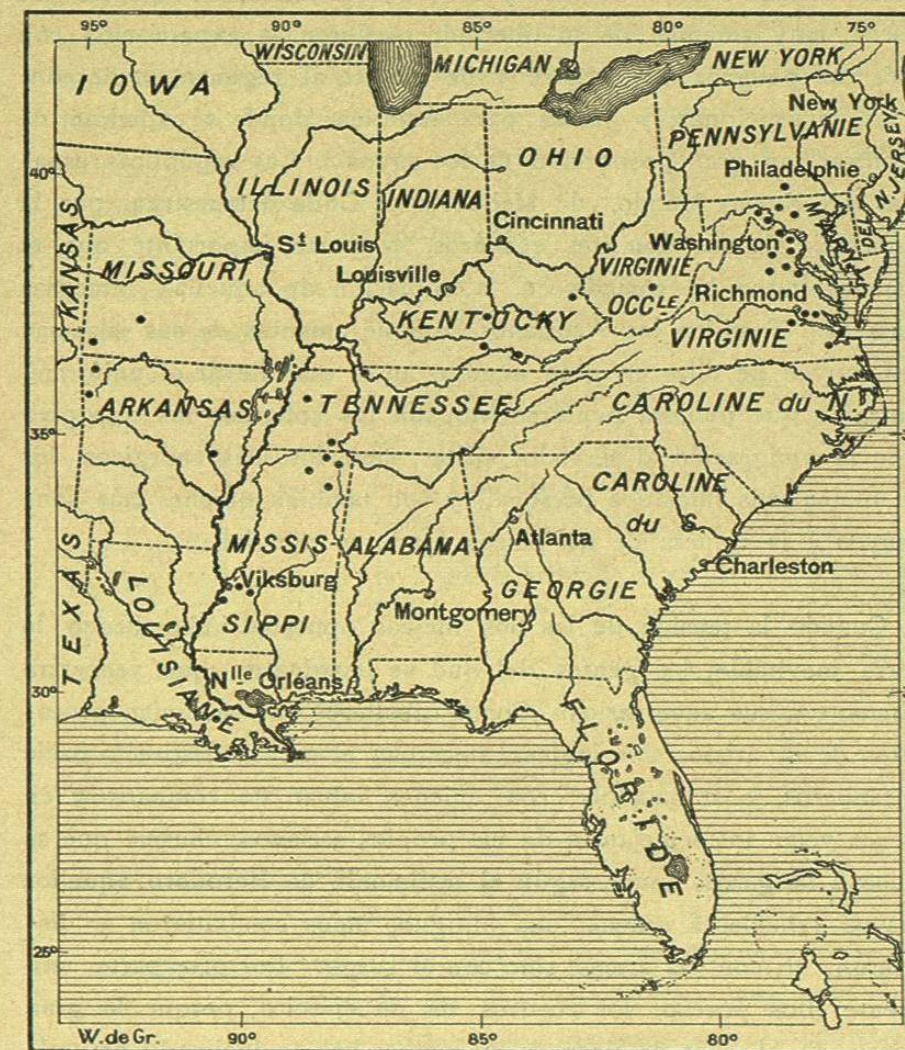 95° 90° 85° 80° 75°
WISCONSIN MICHIGAN NEW YORK
IOWA
New York
PENNSYLVANIE
N. JERSEY
OHIO
40° Philadelphie
ILLINOIS INDIANA
MARYLAND
DEL
KANSAS
Cincinnati
St Louis Washington
MISSOURI Louisville VIRGINIE
OCCLE Richmond
KENTUCKY VIRGINIE
ARKANSAS TENNESSEE CAROLINE du N.
35°
CAROLINE
du S.
MISSIS ALABAMA Atlanta
TEXAS
Viksburg Charleston
LOUISIANE
GEORGIE
SIPPI Montgomery
30° Nlle Orléans
FLORIDE
25°
W. de Gr. 90° 85° 80°